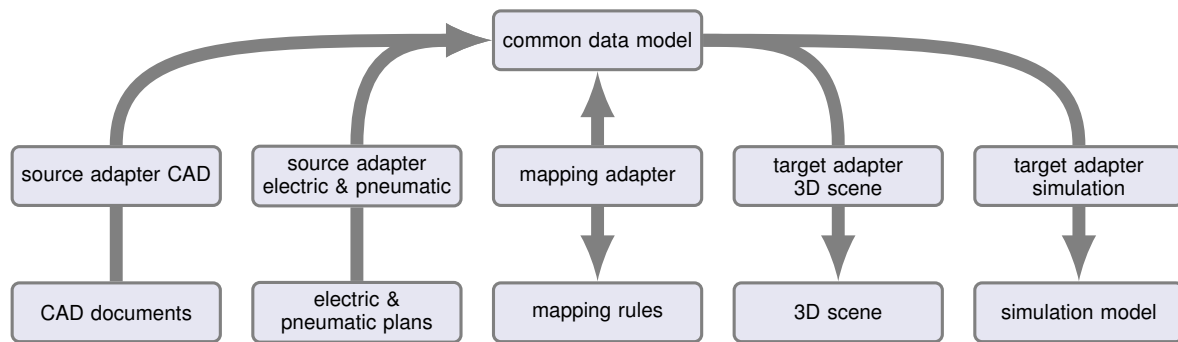 common data model
source adapter CAD
source adapter
electric & pneumatic
mapping adapter
target adapter
3D scene
target adapter
simulation
CAD documents
electric &
pneumatic plans
mapping rules
3D scene
simulation model